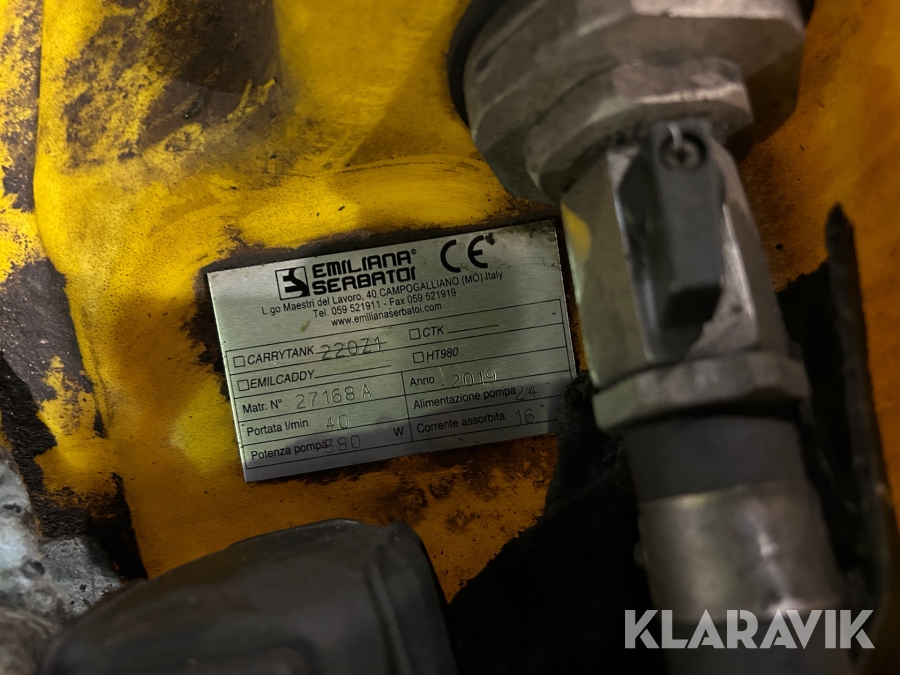 EMILIANA®
SERBATOI
CE
L.go Maestri del Lavoro, 40 CAMPOGALLIANO (MO) Italy
Tel. 059 521911 - Fax 059 521919
www.emilianaserbatoi.com
CARRYTANK 220Z1 CTK
EMILCADDY HT980
Matr. N° 27168A Anno 2019
Portata l/min 40 Alimentazione pompa 24
Potenza pompa 380 W Corrente assorbita 16
KLARAVIK